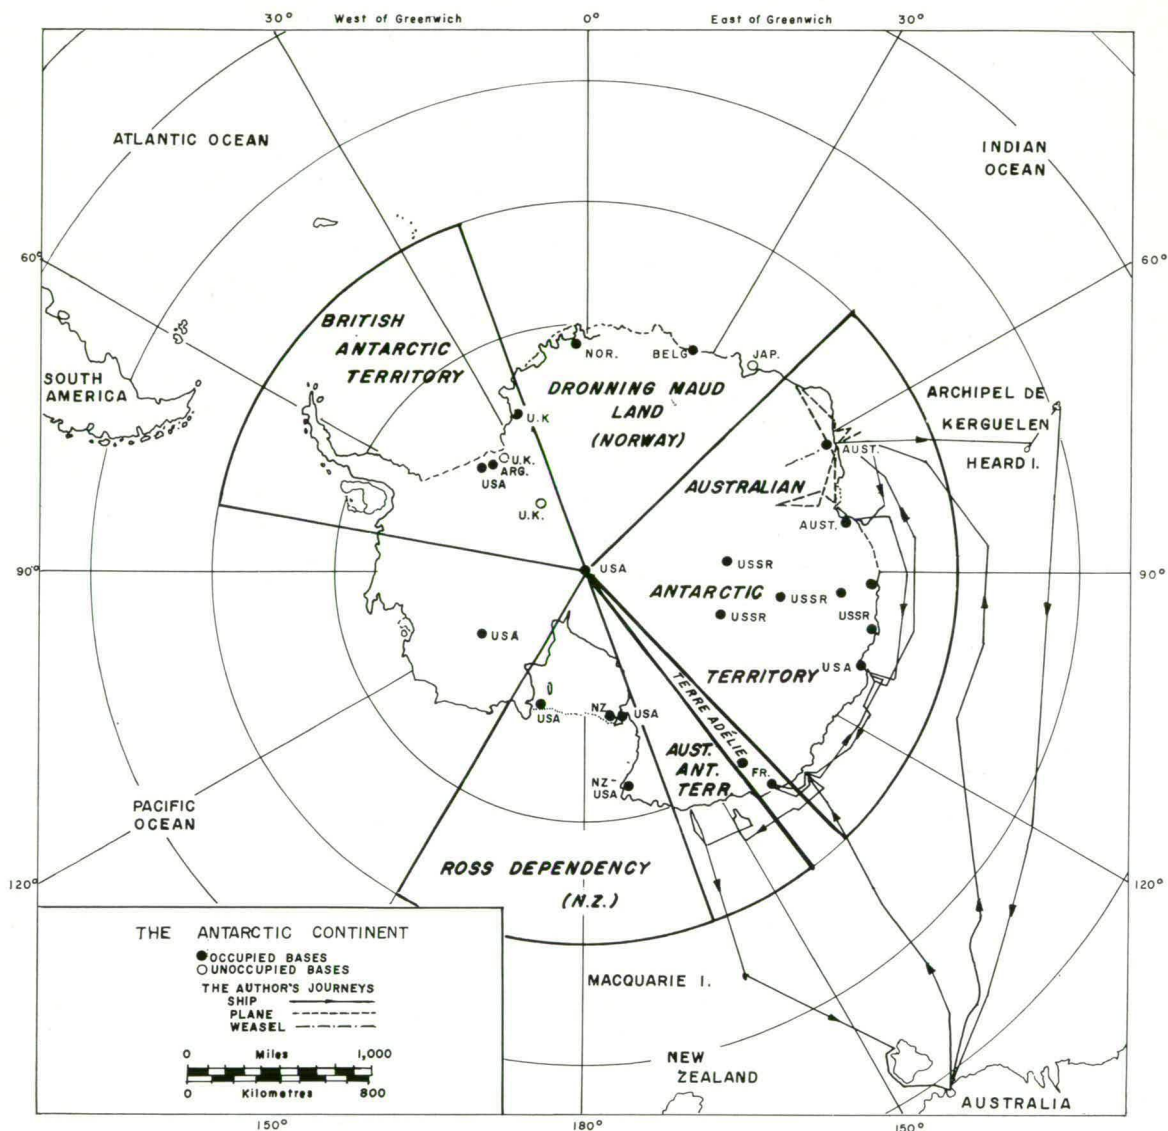 30°
West of Greenwich
0°
East of Greenwich
30°
ATLANTIC OCEAN
INDIAN
OCEAN
60°
60°
BRITISH
ANTARCTIC
TERRITORY
SOUTH
AMERICA
NOR.
BELG
JAP.
DRONNING MAUD
LAND
(NORWAY)
ARCHIPEL DE
KERGUELEN
HEARD I.
U.K
U.K.
ARG.
USA
U.K.
AUST.
AUSTRALIAN
AUST.
90°
USA
USSR
ANTARCTIC
USSR
USSR
USSR
90°
USA
USA
TERRITORY
TERRE ADÉLIE
USA
NZ
USA
AUST.
ANT.
TERR.
FR.
NZ-
USA
PACIFIC
OCEAN
ROSS DEPENDENCY
(N.Z.)
120°
120°
THE ANTARCTIC CONTINENT
OCCUPIED BASES
UNOCCUPIED BASES
THE AUTHOR'S JOURNEYS
SHIP
PLANE
WEASEL
0 Miles 1,000
0 Kilometres 800
MACQUARIE I.
NEW
ZEALAND
AUSTRALIA
150°
180°
150°